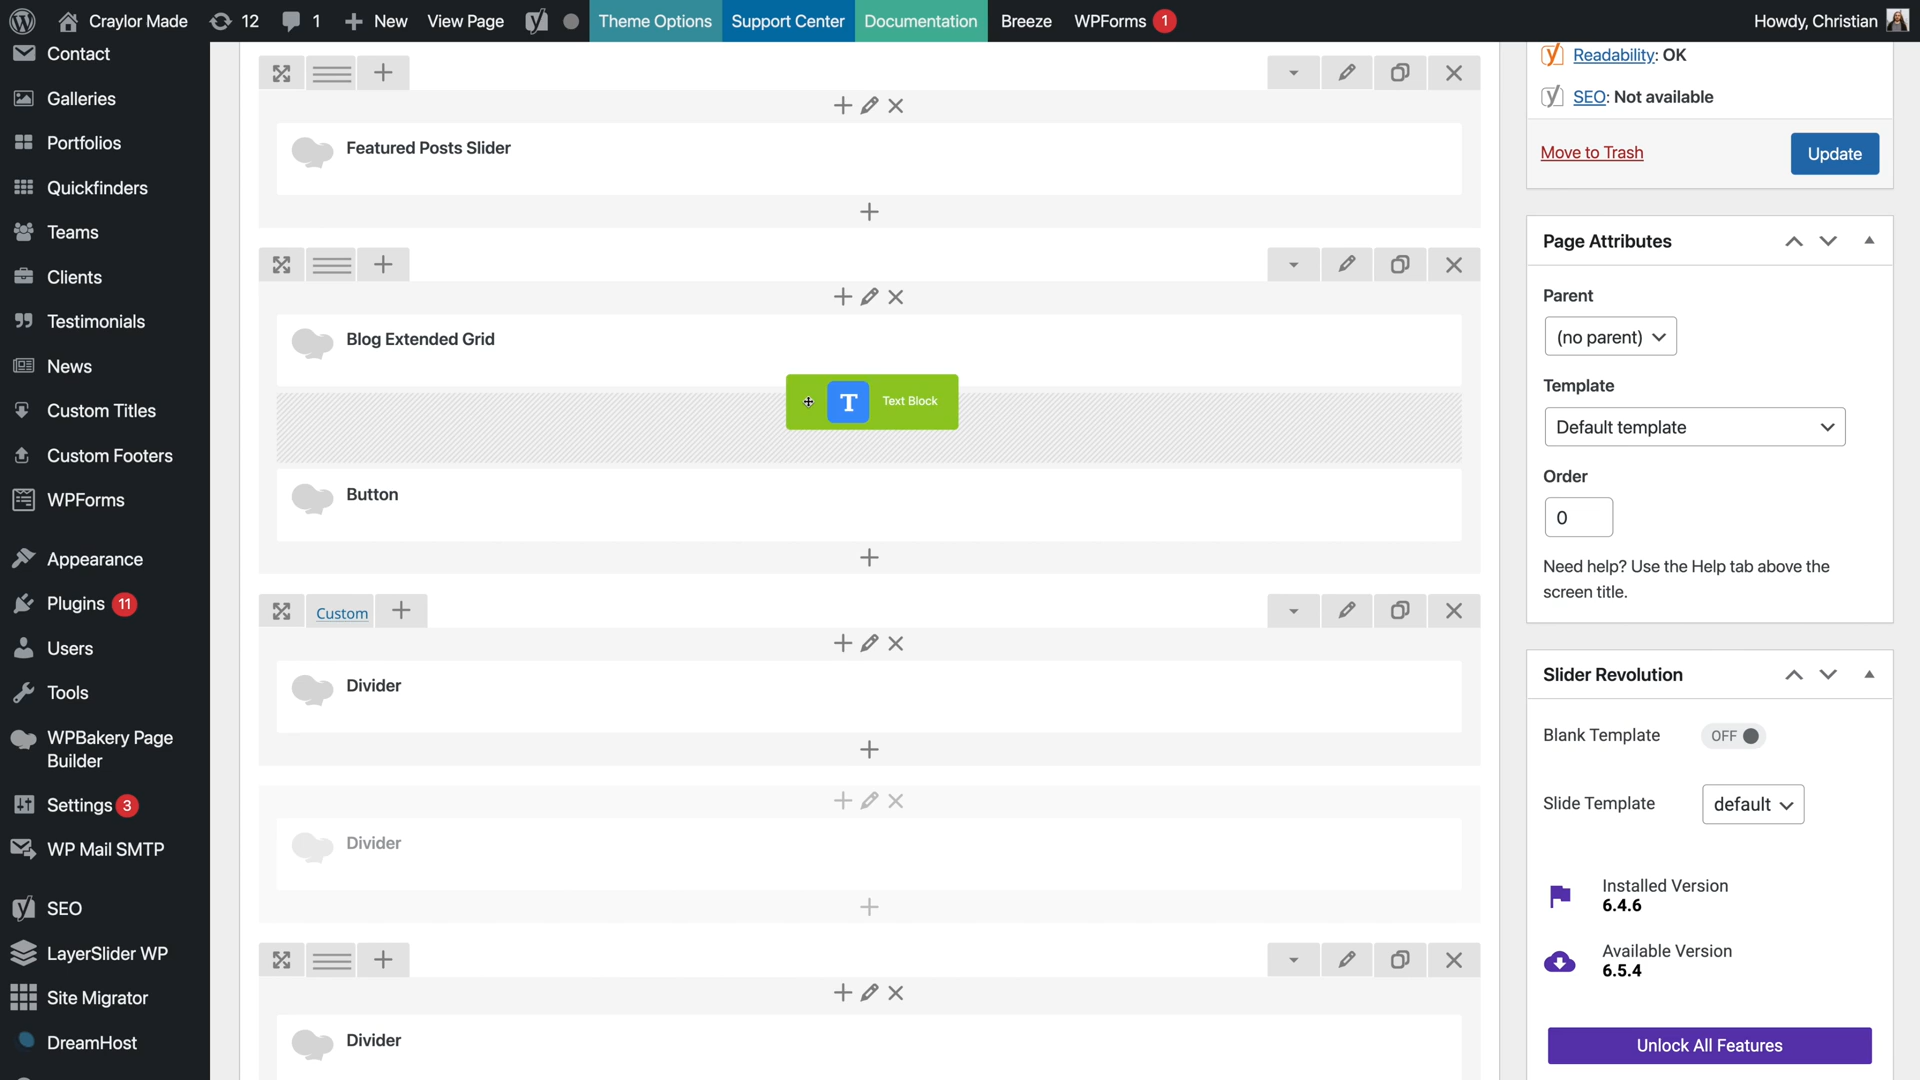 Craylor Made
12
1
New
View Page
Theme Options
Support Center
Documentation
Breeze
WPForms 1
Howdy, Christian
Contact
Galleries
Portfolios
Quickfinders
Teams
Clients
Testimonials
News
Custom Titles
Custom Footers
WPForms
Appearance
Plugins 11
Users
Tools
WPBakery Page
Builder
Settings 3
WP Mail SMTP
SEO
LayerSlider WP
Site Migrator
DreamHost
Featured Posts Slider
Blog Extended Grid
T Text Block
Button
Custom
Divider
Divider
Divider
Readability: OK
SEO: Not available
Move to Trash
Update
Page Attributes
Parent
(no parent)
Template
Default template
Order
0
Need help? Use the Help tab above the
screen title.
Slider Revolution
Blank Template
OFF
Slide Template
default
Installed Version
6.4.6
Available Version
6.5.4
Unlock All Features